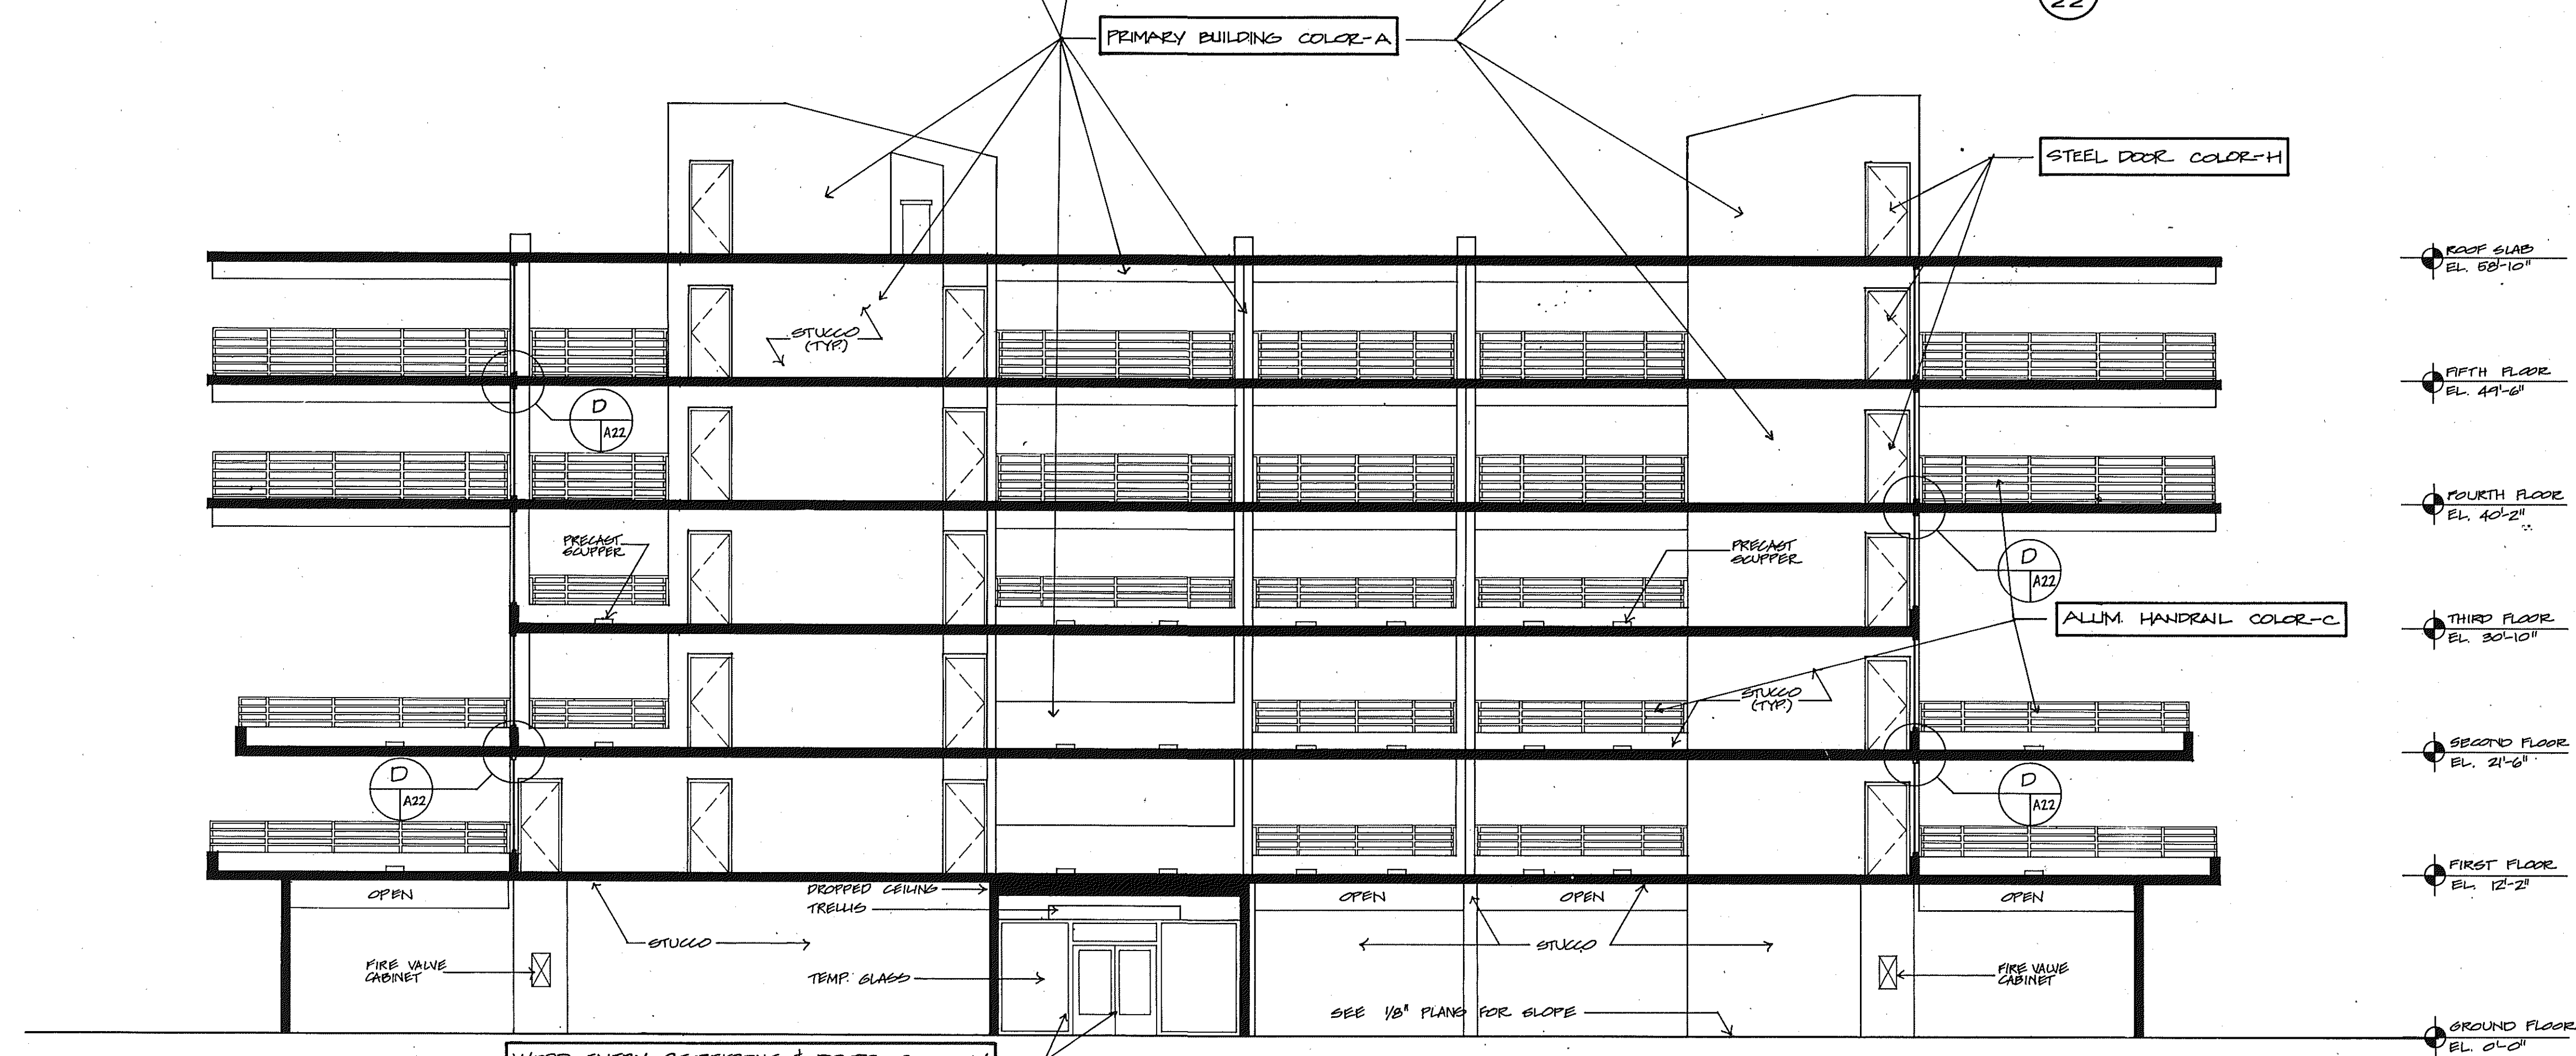 22
PRIMARY BUILDING COLOR-A
STEEL DOOR COLOR-H
ROOF SLAB
EL. 58'-10"
STUCCO
(TYP.)
FIFTH FLOOR
EL. 49'-6"
D
A22
FOURTH FLOOR
EL. 40'-2"
PRECAST
SCUPPER
PRECAST
SCUPPER
D
A22
ALUM. HANDRAIL COLOR-C
THIRD FLOOR
EL. 30'-10"
STUCCO
(TYP.)
SECOND FLOOR
EL. 21'-6"
D
A22
D
A22
FIRST FLOOR
EL. 12'-2"
OPEN
DROPPED CEILING
TRELLIS
OPEN
OPEN
OPEN
STUCCO
STUCCO
FIRE VALVE
CABINET
TEMP. GLASS
FIRE VALVE
CABINET
SEE 1/8" PLANS FOR SLOPE
GROUND FLOOR
EL. 0'-0"